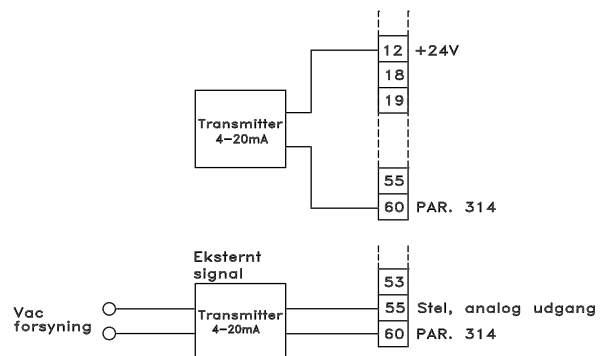 12 +24V
18
19
Transmitter
4-20mA
55
60 PAR. 314
Eksternt
signal
53
Vac
forsyning
Transmitter
4-20mA
55 Stel, analog udgang
60 PAR. 314